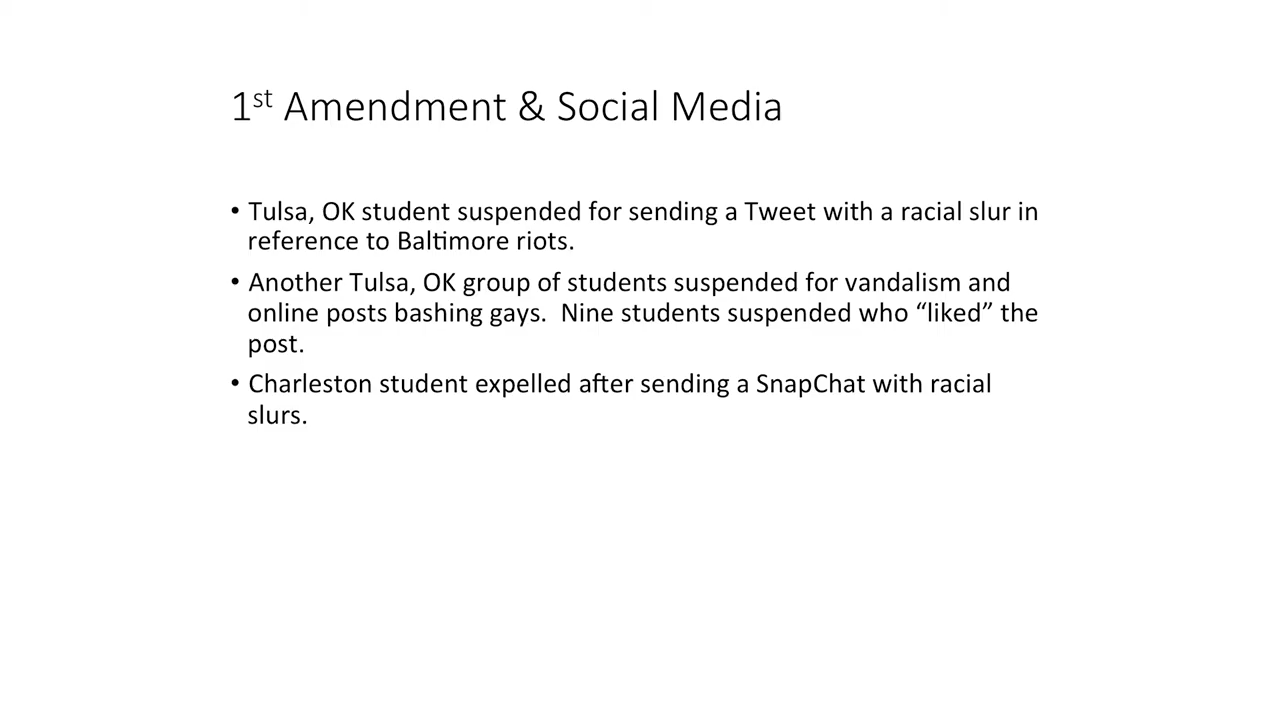 1st Amendment & Social Media
• Tulsa, OK student suspended for sending a Tweet with a racial slur in
reference to Baltimore riots.
• Another Tulsa, OK group of students suspended for vandalism and
online posts bashing gays.  Nine students suspended who “liked” the
post.
• Charleston student expelled after sending a SnapChat with racial
slurs.